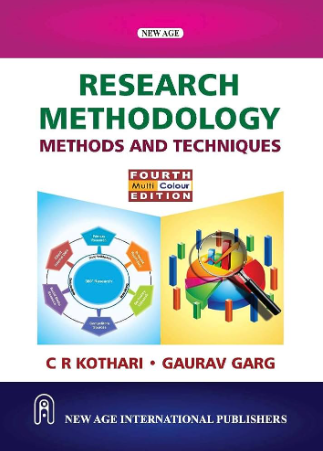 NEW AGE
RESEARCH
METHODOLOGY
METHODS AND TECHNIQUES
FOURTH
Multi Colour
EDITION
C R KOTHARI • GAURAV GARG
NEW AGE INTERNATIONAL PUBLISHERS